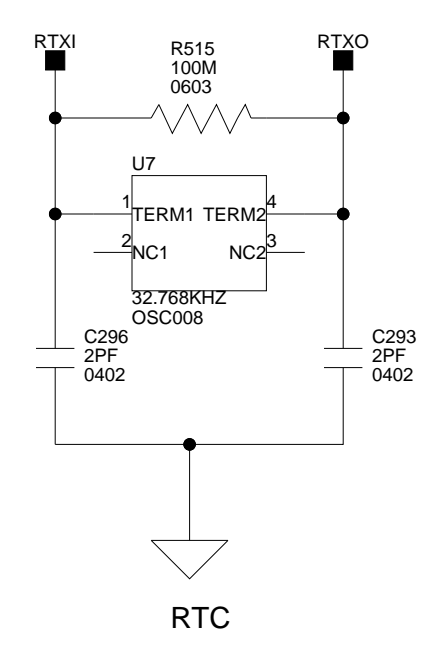 RTXI
RTXO
R515
100M
0603
U7
1
TERM1
TERM2
4
2
NC1
NC2
3
32.768KHZ
OSC008
C296
2PF
0402
C293
2PF
0402
RTC